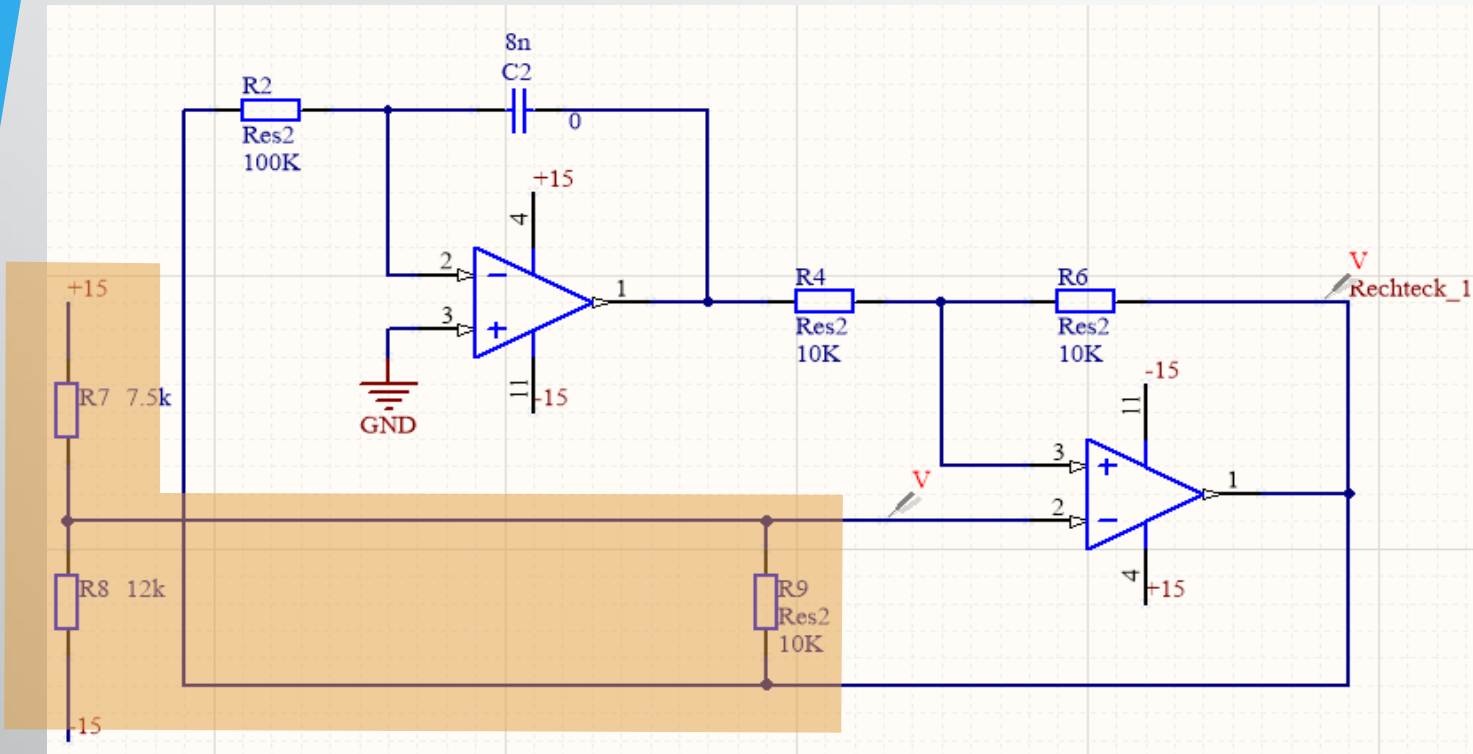 8n
C2
R2
0
Res2
100K
+15
4
2
1
3
11
-15
GND
R4
Res2
10K
R6
Res2
10K
V
Rechteck_1
+15
R7 7.5k
-15
11
3
1
V
2
4
+15
R8 12k
R9
Res2
10K
-15